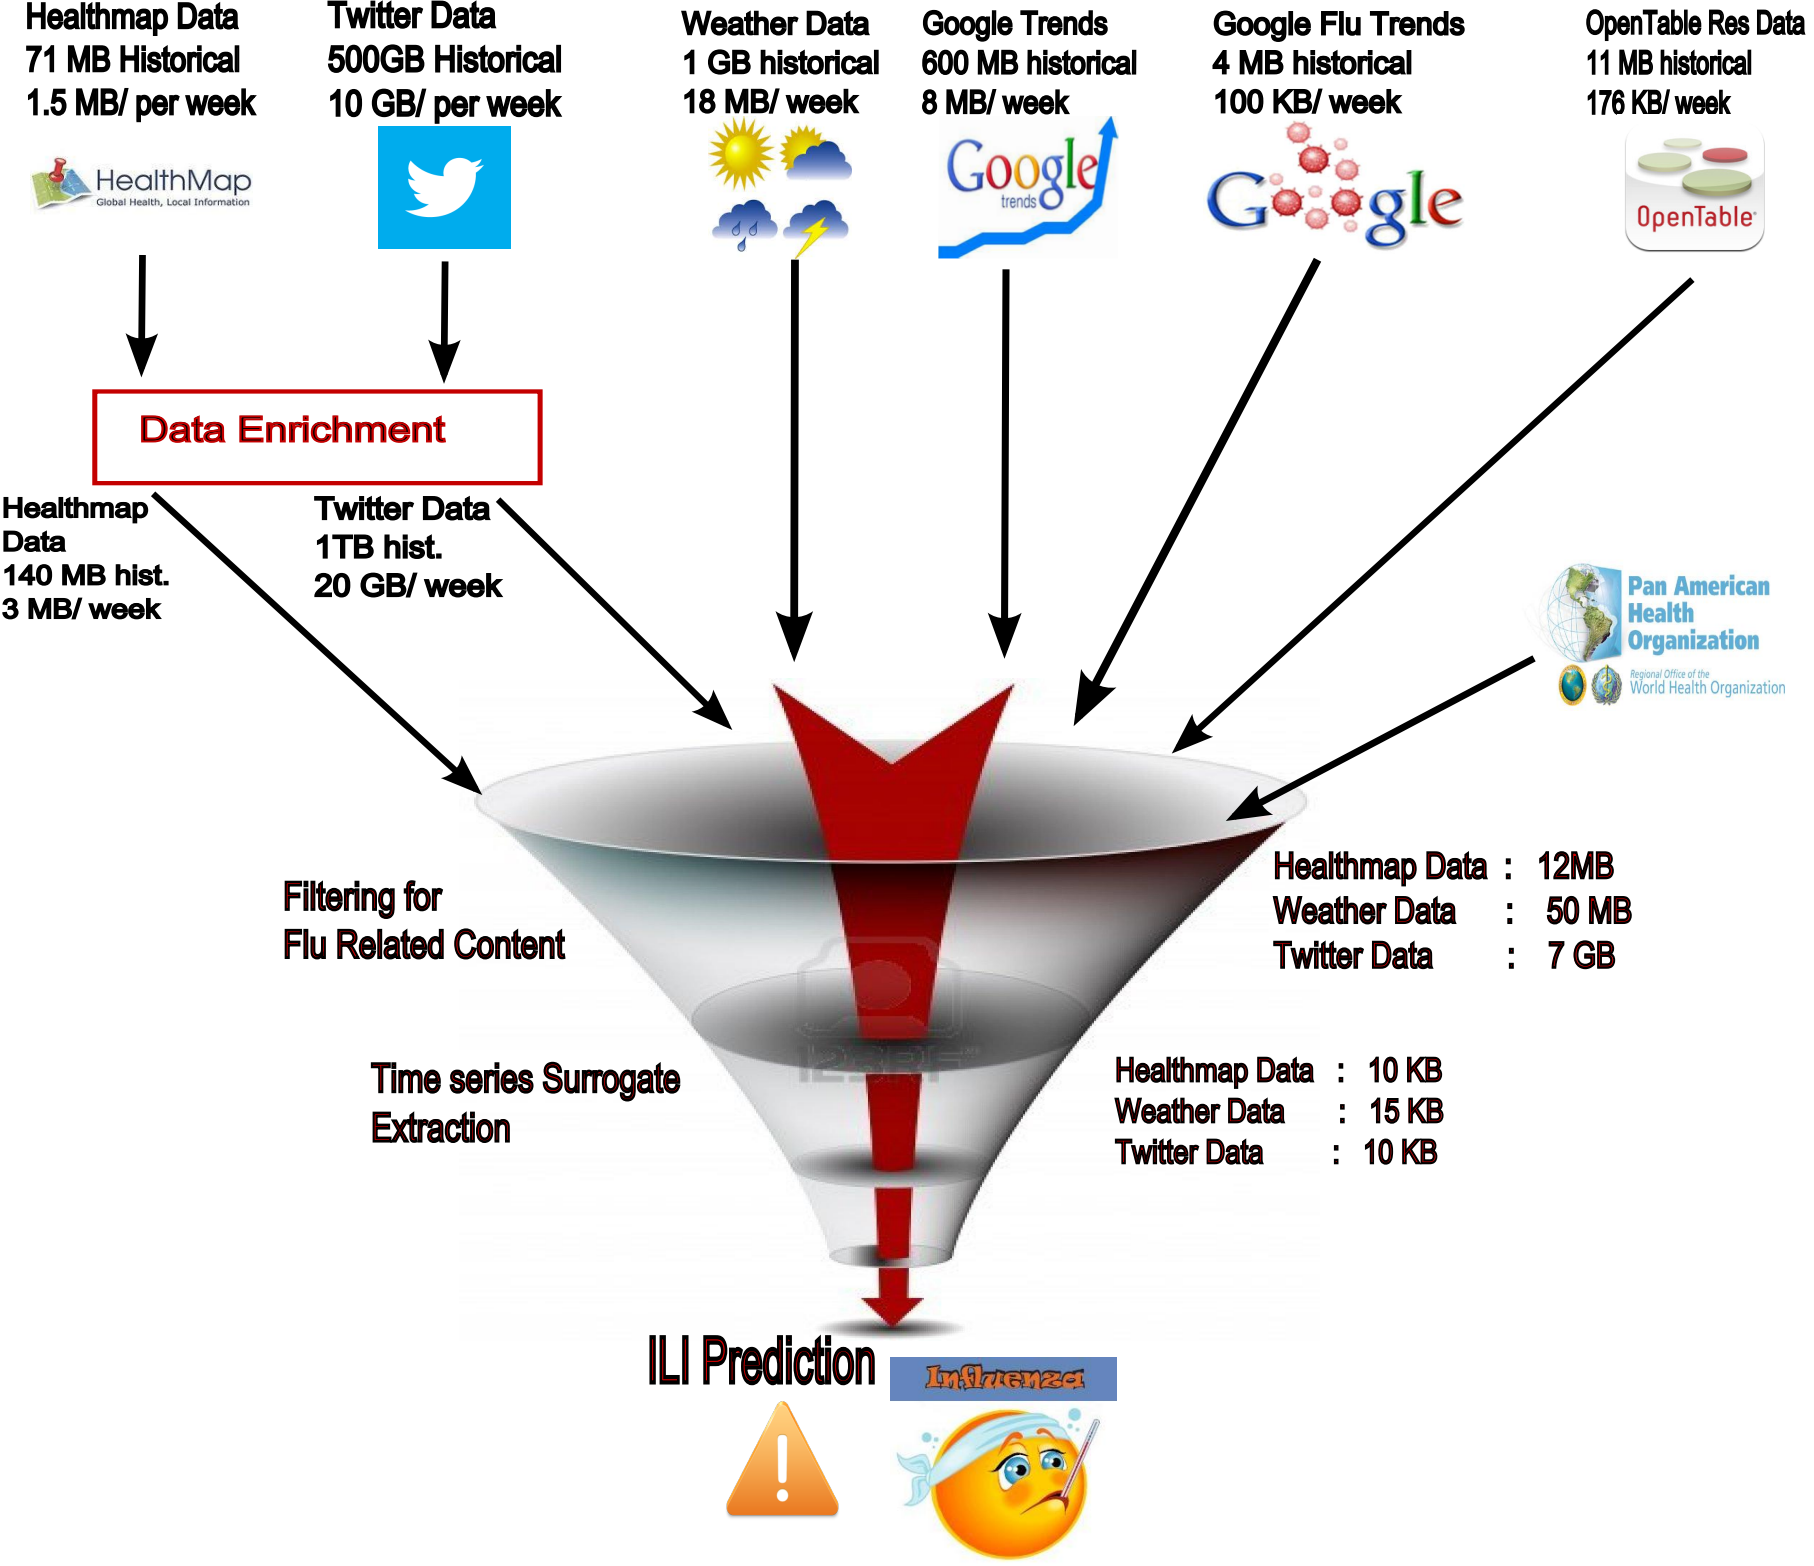 Healthmap Data
71 MB Historical
1.5 MB/ per week
Twitter Data
500GB Historical
10 GB/ per week
Weather Data
1 GB historical
18 MB/ week
Google Trends
600 MB historical
8 MB/ week
Google Flu Trends
4 MB historical
100 KB/ week
OpenTable Res Data
11 MB historical
176 KB/ week
HealthMap
Global Health, Local Information
Google
trends
Google
OpenTable
Data Enrichment
Healthmap
Data
140 MB hist.
3 MB/ week
Twitter Data
1TB hist.
20 GB/ week
Pan American
Health
Organization
Regional Office of the
World Health Organization
Filtering for
Flu Related Content
Healthmap Data : 12MB
Weather Data : 50 MB
Twitter Data : 7 GB
123RF
Time series Surrogate
Extraction
Healthmap Data : 10 KB
Weather Data : 15 KB
Twitter Data : 10 KB
ILI Prediction
Influenza